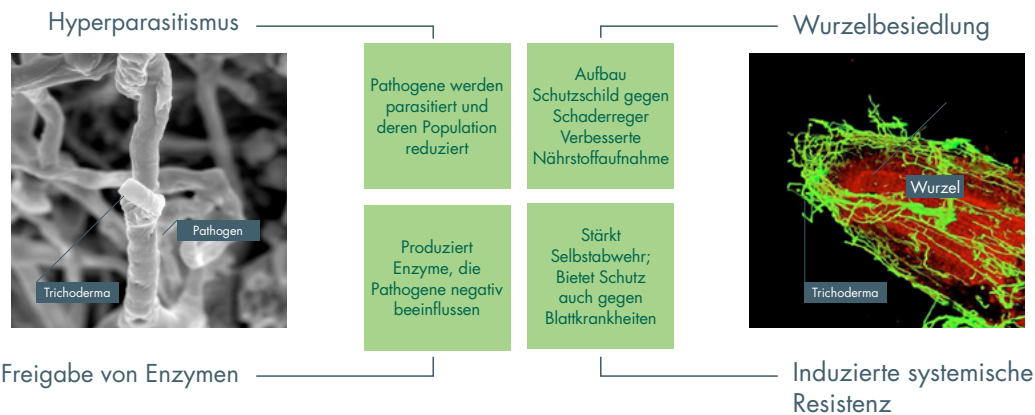 Hyperparasitismus
Wurzelbesiedlung
Pathogene werden
parasitiert und
deren Population
reduziert
Aufbau
Schutzschild gegen
Schaderreger
Verbesserte
Nährstoffaufnahme
Pathogen
Trichoderma
Wurzel
Trichoderma
Produziert
Enzyme, die
Pathogene negativ
beeinflussen
Stärkt
Selbstabwehr;
Bietet Schutz
auch gegen
Blattkrankheiten
Freigabe von Enzymen
Induzierte systemische
Resistenz